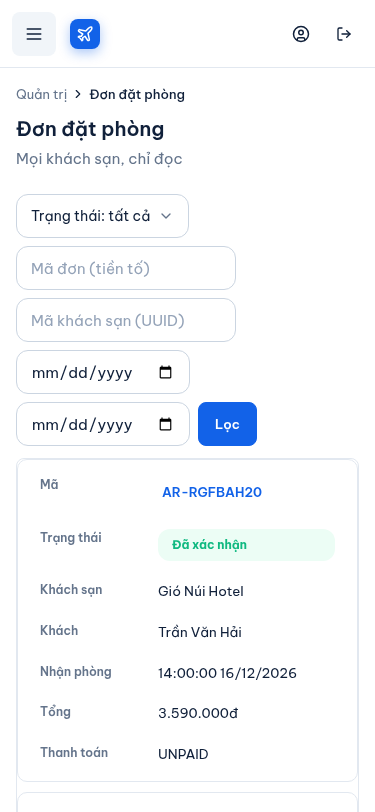 Quản trị > Đơn đặt phòng
Đơn đặt phòng
Mọi khách sạn, chỉ đọc
Trạng thái: tất cả
Mã đơn (tiền tố)
Mã khách sạn (UUID)
mm/dd/yyyy
mm/dd/yyyy Lọc
Mã AR-RGFBAH20
Trạng thái Đã xác nhận
Khách sạn Gió Núi Hotel
Khách Trần Văn Hải
Nhận phòng 14:00:00 16/12/2026
Tổng 3.590.000đ
Thanh toán UNPAID